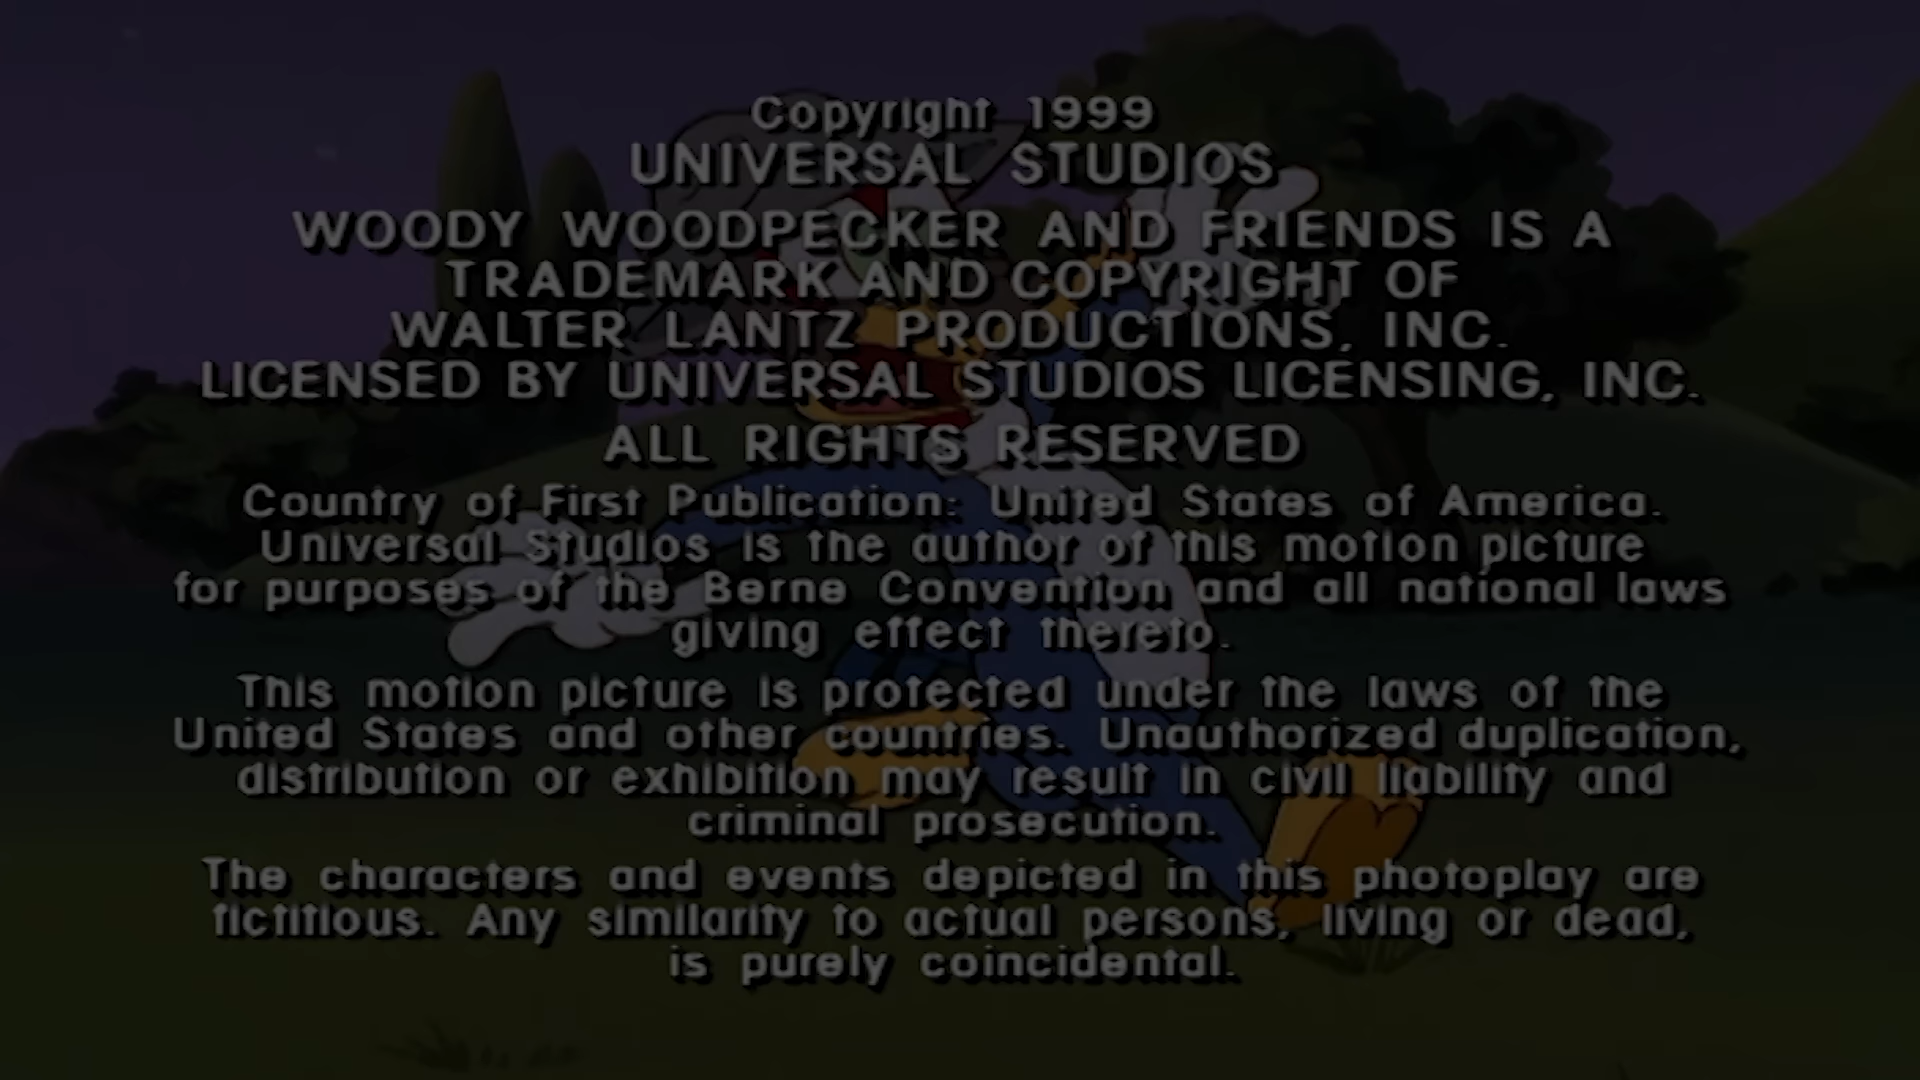 Copyright 1999
UNIVERSAL STUDIOS
WOODY WOODPECKER AND FRIENDS IS A
TRADEMARK AND COPYRIGHT OF
WALTER LANTZ PRODUCTIONS, INC.
LICENSED BY UNIVERSAL STUDIOS LICENSING, INC.
ALL RIGHTS RESERVED
Country of First Publication: United States of America.
Universal Studios is the author of this motion picture
for purposes of the Berne Convention and all national laws
giving effect thereto.
This motion picture is protected under the laws of the
United States and other countries. Unauthorized duplication,
distribution or exhibition may result in civil liability and
criminal prosecution.
The characters and events depicted in this photoplay are
fictitious. Any similarity to actual persons, living or dead,
is purely coincidental.